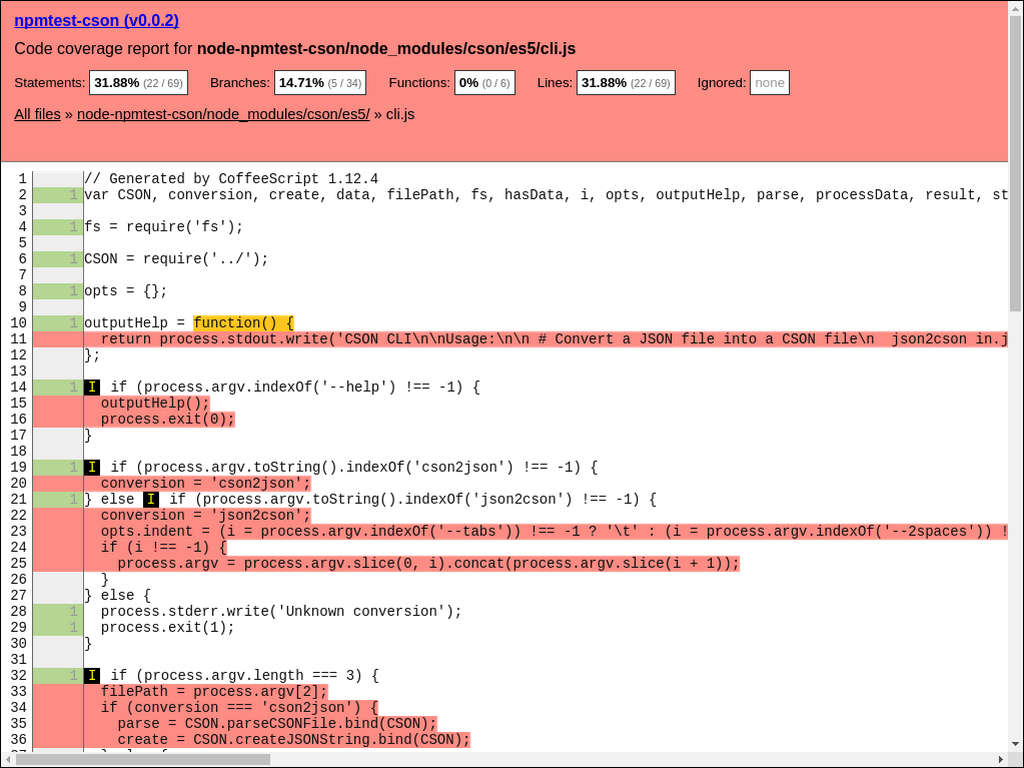 npmtest-cson (v0.0.2)
Code coverage report for node-npmtest-cson/node_modules/cson/es5/cli.js
Statements: 31.88% (22 / 69) Branches: 14.71% (5 / 34) Functions: 0% (0 / 6) Lines: 31.88% (22 / 69) Ignored: none
All files » node-npmtest-cson/node_modules/cson/es5/ » cli.js
1 // Generated by CoffeeScript 1.12.4
2 1 var CSON, conversion, create, data, filePath, fs, hasData, i, opts, outputHelp, parse, processData, result, st
3
4 1 fs = require('fs');
5
6 1 CSON = require('../');
7
8 1 opts = {};
9
10 1 outputHelp = function() {
11 return process.stdout.write('CSON CLI\n\nUsage:\n\n # Convert a JSON file into a CSON file\n  json2cson in.j
12 };
13
14 1 I if (process.argv.indexOf('--help') !== -1) {
15 outputHelp();
16 process.exit(0);
17 }
18
19 1 I if (process.argv.toString().indexOf('cson2json') !== -1) {
20 conversion = 'cson2json';
21 1 } else I if (process.argv.toString().indexOf('json2cson') !== -1) {
22 conversion = 'json2cson';
23 opts.indent = (i = process.argv.indexOf('--tabs')) !== -1 ? '\t' : (i = process.argv.indexOf('--2spaces')) !
24 if (i !== -1) {
25 process.argv = process.argv.slice(0, i).concat(process.argv.slice(i + 1));
26 }
27 } else {
28 1 process.stderr.write('Unknown conversion');
29 1 process.exit(1);
30 }
31
32 1 I if (process.argv.length === 3) {
33 filePath = process.argv[2];
34 if (conversion === 'cson2json') {
35 parse = CSON.parseCSONFile.bind(CSON);
36 create = CSON.createJSONString.bind(CSON);